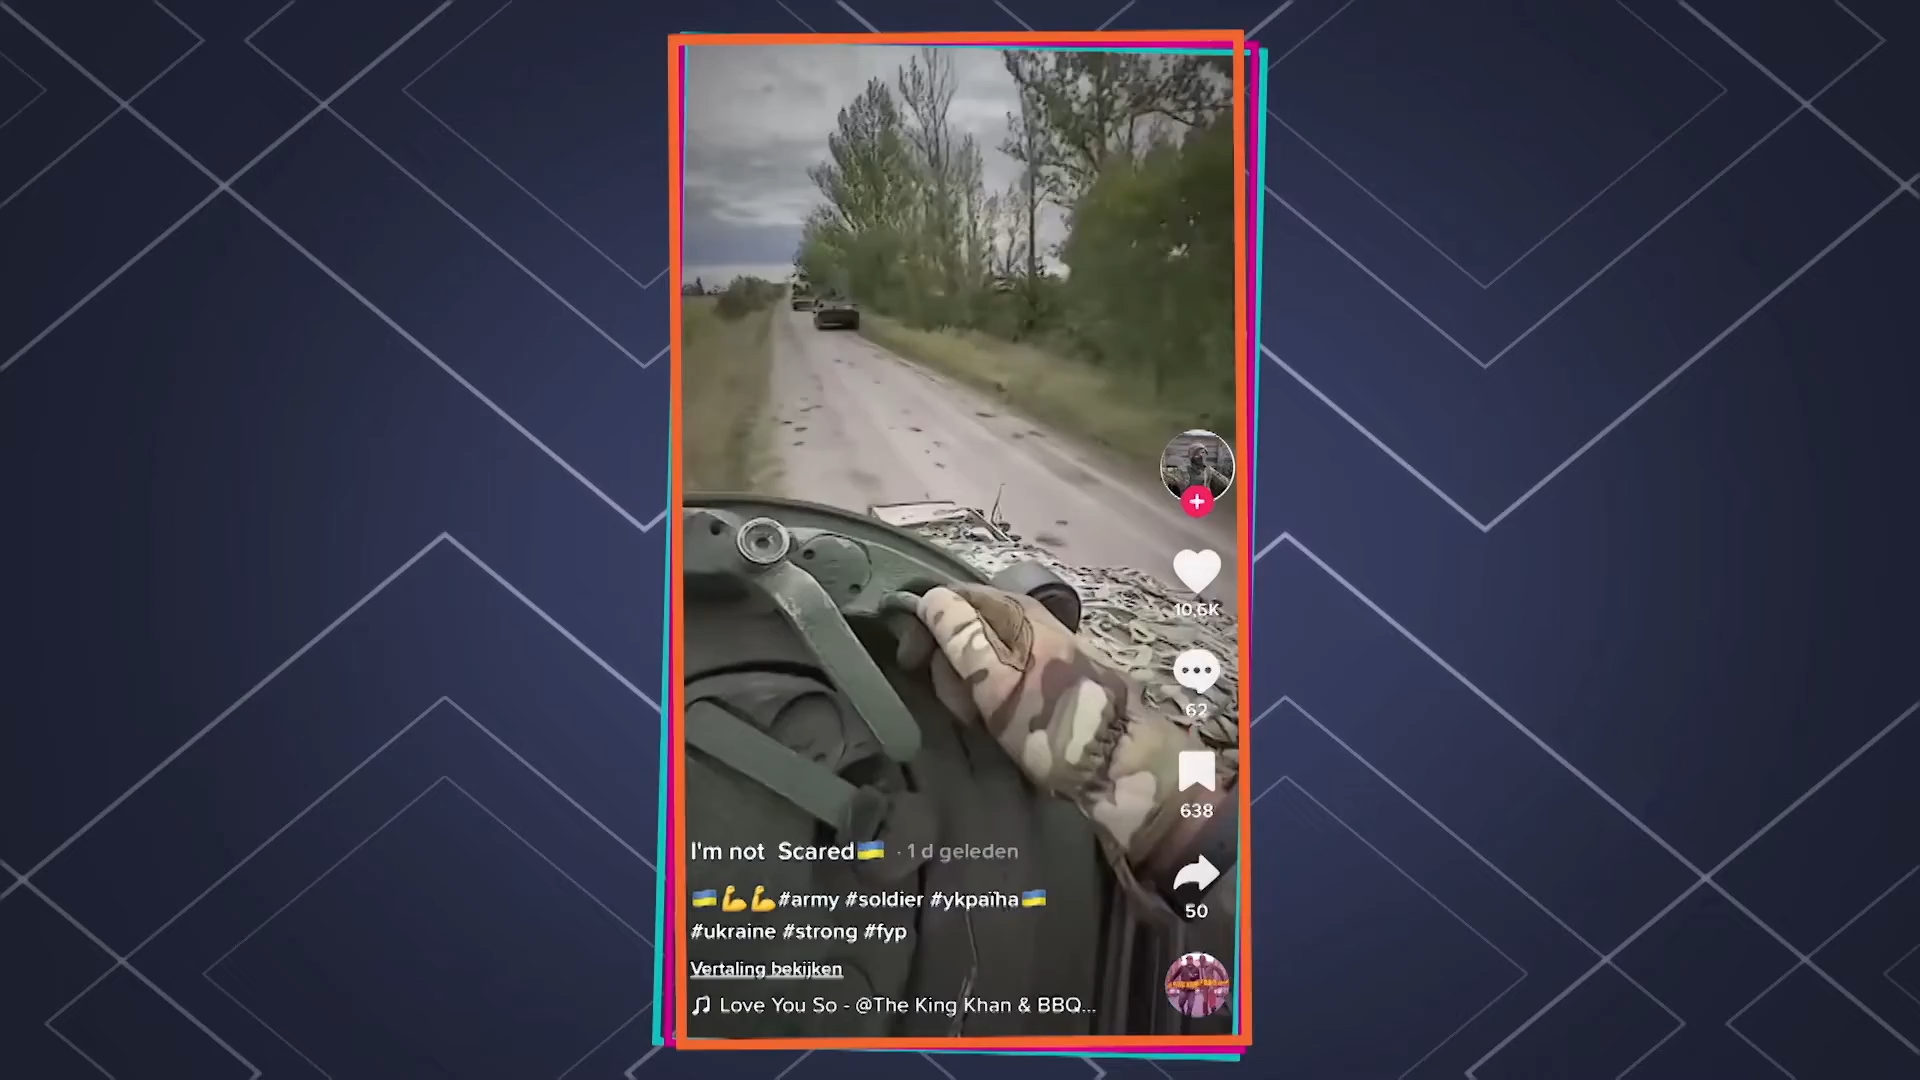 10,6K
62
638
I'm not Scared🇺🇦 · 1 d geleden
🇺🇦💪💪#army #soldier #україна🇺🇦
50
#ukraine #strong #fyp
Vertaling bekijken
Love You So - @The King Khan & BBQ...